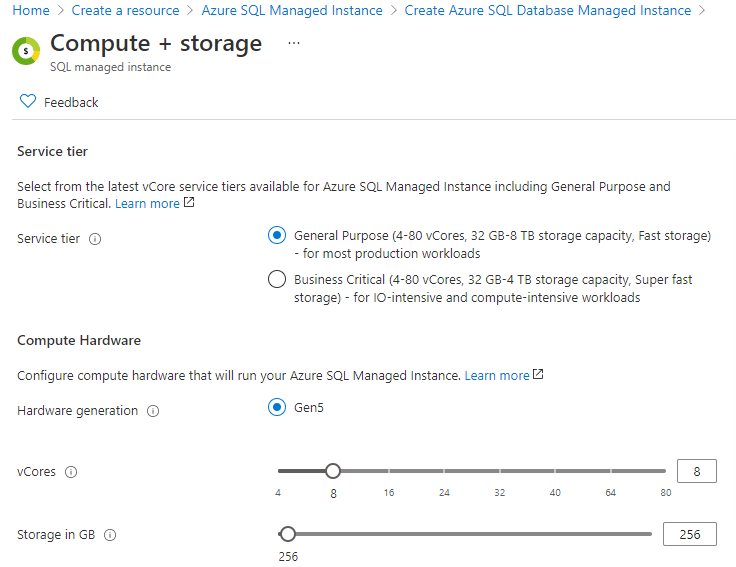 Home > Create a resource > Azure SQL Managed Instance > Create Azure SQL Database Managed Instance >
$ Compute + storage ...
SQL managed instance
Feedback
Service tier
Select from the latest vCore service tiers available for Azure SQL Managed Instance including General Purpose and
Business Critical. Learn more
Service tier
General Purpose (4-80 vCores, 32 GB-8 TB storage capacity, Fast storage)
- for most production workloads
Business Critical (4-80 vCores, 32 GB-4 TB storage capacity, Super fast
storage) - for IO-intensive and compute-intensive workloads
Compute Hardware
Configure compute hardware that will run your Azure SQL Managed Instance. Learn more
Hardware generation
Gen5
vCores
8
4 8 16 24 32 40 64 80
Storage in GB
256
256